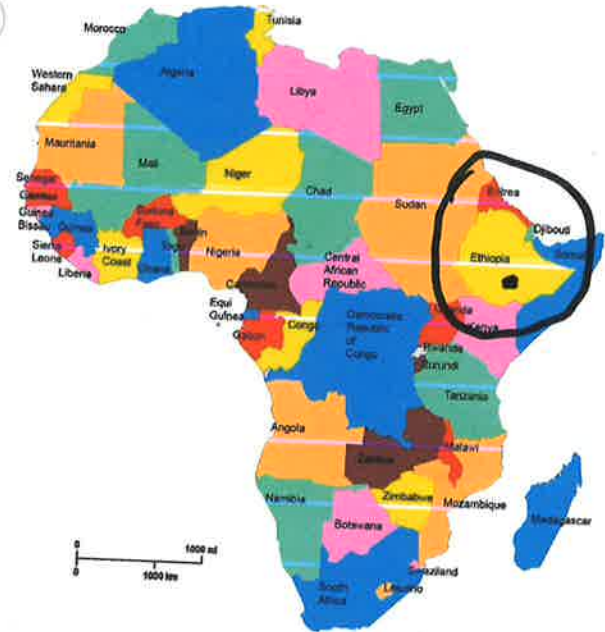 Morocco
Tunisia
Algeria
Western
Sahara
Libya
Egypt
Mauritania
Mali
Niger
Chad
Sudan
Eritrea
Senegal
Gambia
Guinea
Bissau
Guinea
Burkina
Faso
Benin
Togo
Nigeria
Djibouti
Ethiopia
Somalia
Sierra
Leone
Ivory
Coast
Ghana
Liberia
Cameroon
Central
African
Republic
Equi
Guinea
Gabon
Congo
Democratic
Republic
of
Congo
Uganda
Kenya
Rwanda
Burundi
Tanzania
Angola
Zambia
Malawi
Namibia
Zimbabwe
Mozambique
Botswana
Madagascar
Swaziland
South
Africa
Lesotho
0
1000 mi
0
1000 km